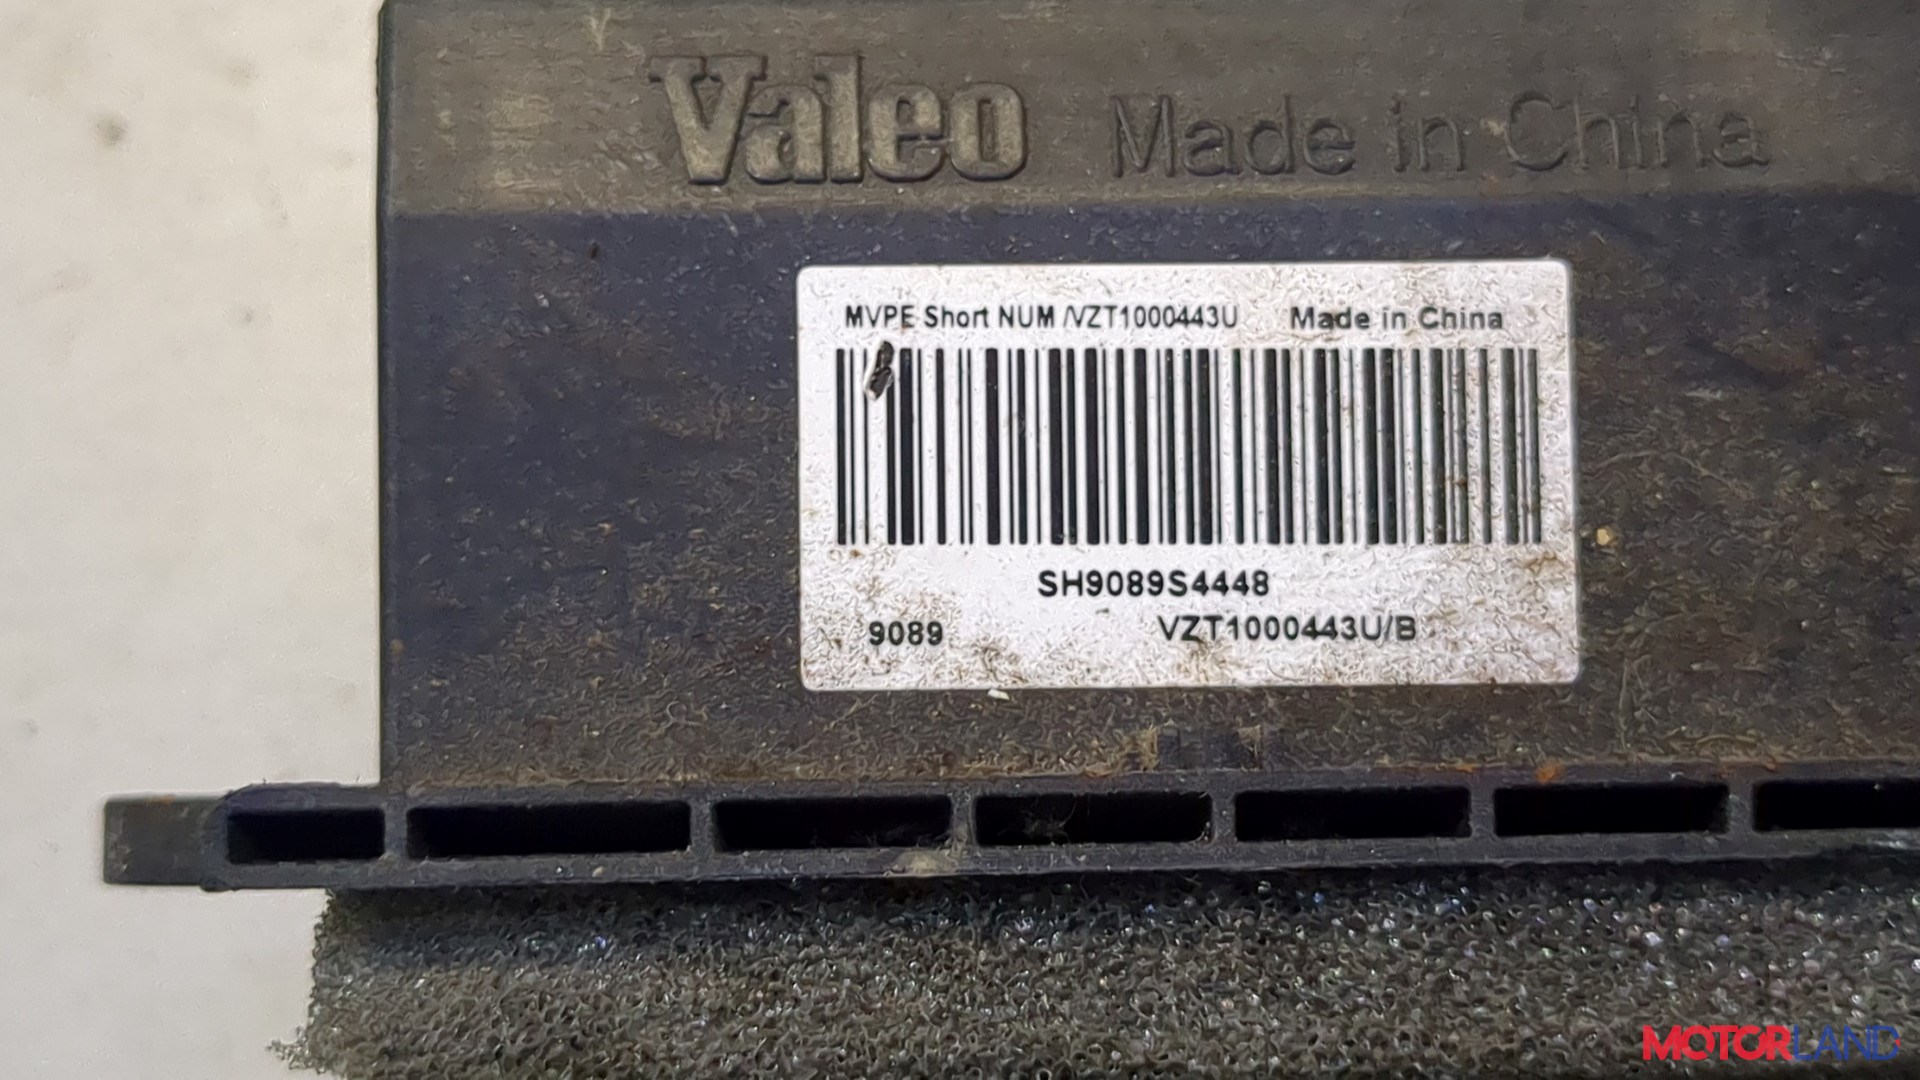 Valeo Made in China
MVPE Short NUM /VZT1000443U Made in China
SH9089S4448
9089 VZT1000443U/B
MOTORLAND